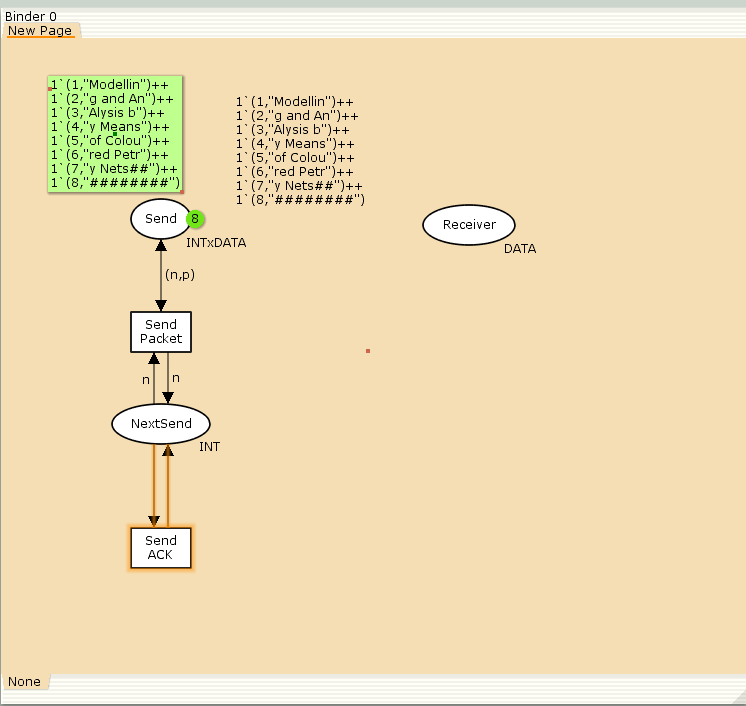 Binder 0
New Page
1`(1,"Modellin")++
1`(2,"g and An")++
1`(3,"Alysis b")++
1`(4,"y Means")++
1`(5,"of Colou")++
1`(6,"red Petr")++
1`(7,"y Nets##")++
1`(8,"########")
1`(1,"Modellin")++
1`(2,"g and An")++
1`(3,"Alysis b")++
1`(4,"y Means")++
1`(5,"of Colou")++
1`(6,"red Petr")++
1`(7,"y Nets##")++
1`(8,"########")
Send
8
INTxDATA
Receiver
DATA
(n,p)
Send
Packet
n
n
NextSend
INT
Send
ACK
None